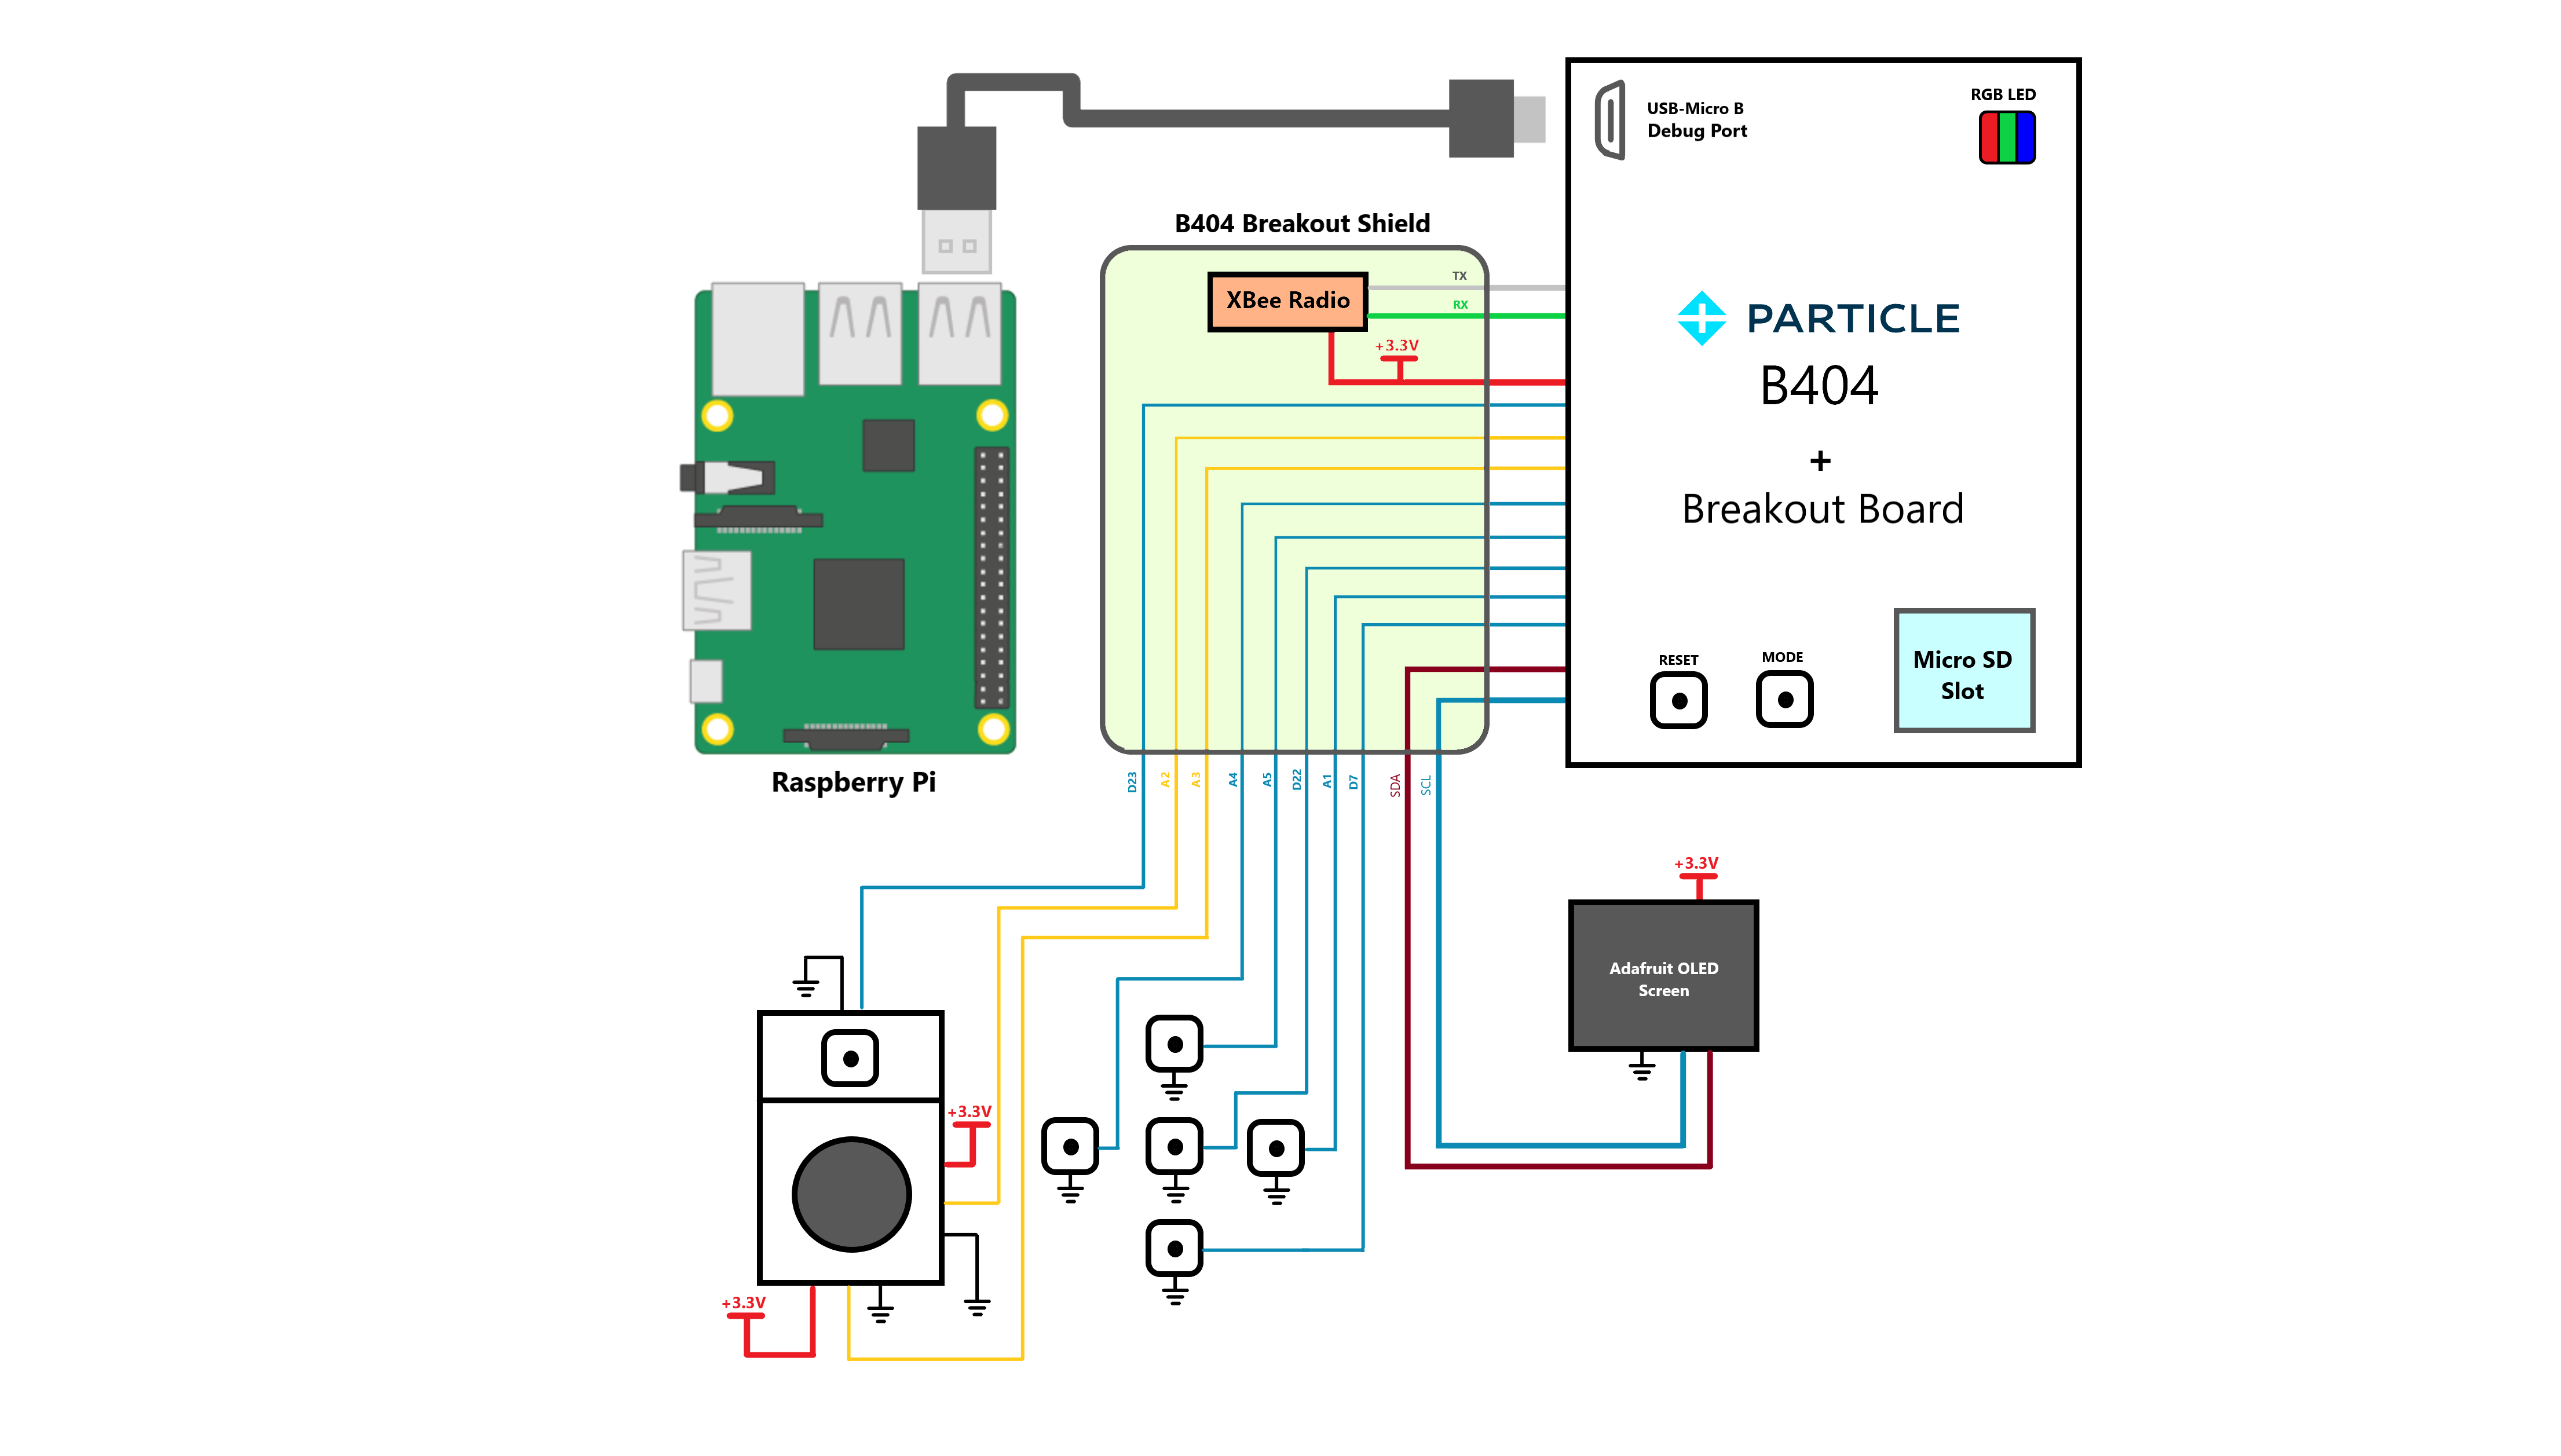 USB-Micro B
Debug Port
RGB LED
B404 Breakout Shield
XBee Radio
TX
RX
+3.3V
PARTICLE
B404
+
Breakout Board
RESET
MODE
Micro SD
Slot
Raspberry Pi
D23
A2
A3
A4
A5
D22
A1
D7
SDA
SCL
+3.3V
Adafruit OLED
Screen
+3.3V
+3.3V